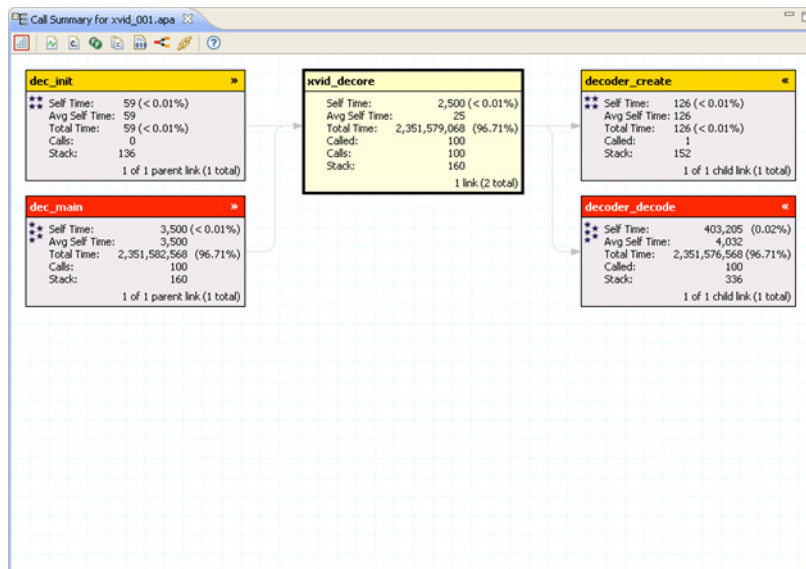 Call Summary for xvid_001.apa
dec_init »
Self Time: 59 (< 0.01%)
Avg Self Time: 59
Total Time: 59 (< 0.01%)
Calls: 0
Stack: 136
1 of 1 parent link (1 total)
dec_main »
Self Time: 3,500 (< 0.01%)
Avg Self Time: 3,500
Total Time: 2,351,582,568 (96.71%)
Calls: 100
Stack: 160
1 of 1 parent link (1 total)
xvid_decore
Self Time: 2,500 (< 0.01%)
Avg Self Time: 25
Total Time: 2,351,579,068 (96.71%)
Called: 100
Calls: 100
Stack: 160
1 link (2 total)
decoder_create «
Self Time: 126 (< 0.01%)
Avg Self Time: 126
Total Time: 126 (< 0.01%)
Called: 1
Stack: 152
1 of 1 child link (1 total)
decoder_decode «
Self Time: 403,205 (0.02%)
Avg Self Time: 4,032
Total Time: 2,351,576,568 (96.71%)
Called: 100
Stack: 336
1 of 1 child link (1 total)